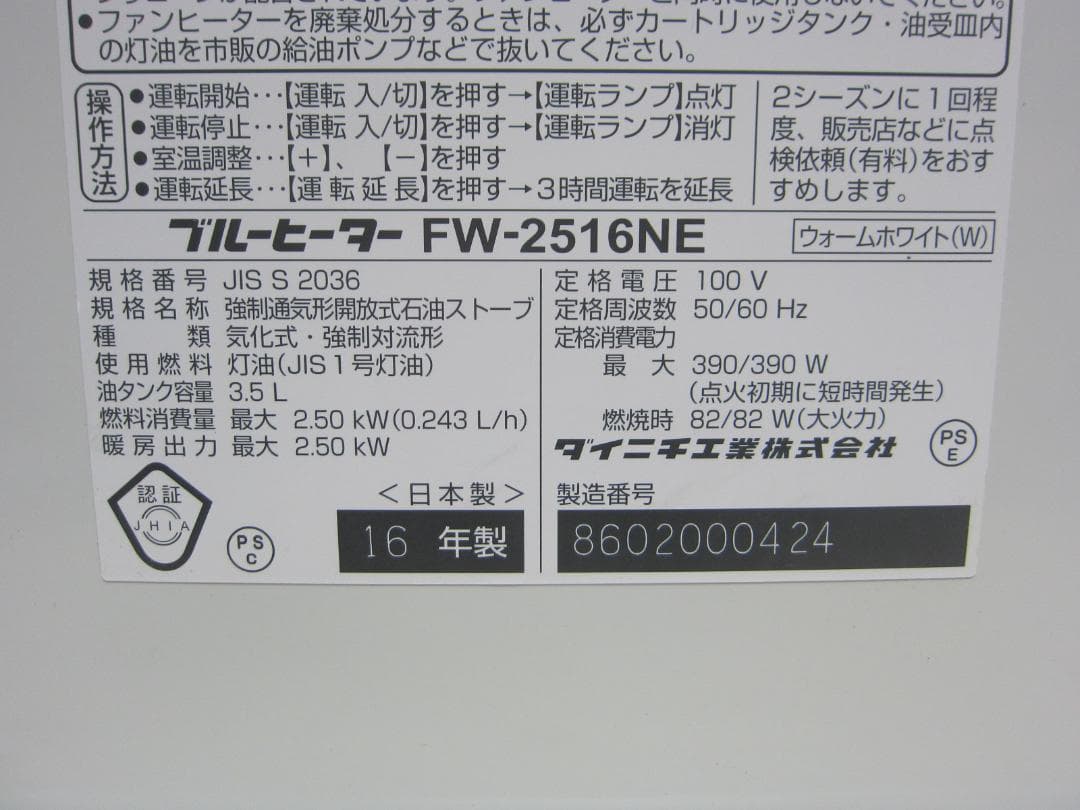 ●ファンヒーターを廃棄処分するときは、必ずカートリッジタンク・油受皿内
の灯油を市販の給油ポンプなどで抜いてください。
操作方法
●運転開始…【運転 入/切】を押す→【運転ランプ】点灯
●運転停止…【運転 入/切】を押す→【運転ランプ】消灯
●室温調整…【＋】、【－】を押す
●運転延長…【運転延長】を押す→3時間運転を延長
2シーズンに1回程
度、販売店などに点
検依頼(有料)をおす
すめします。
ブルーヒーター FW-2516NE
ウォームホワイト(W)
規格番号 JIS S 2036
規格名称 強制通気形開放式石油ストーブ
種類 気化式・強制対流形
使用燃料 灯油(JIS1号灯油)
油タンク容量 3.5 L
燃料消費量 最大 2.50 kW(0.243 L/h)
暖房出力 最大 2.50 kW
定格電圧 100 V
定格周波数 50/60 Hz
定格消費電力
最大 390/390 W
(点火初期に短時間発生)
燃焼時 82/82 W(大火力)
ダイニチ工業株式会社
PS E
認証
JHIA
PS C
<日本製>
16 年製
製造番号
8602000424